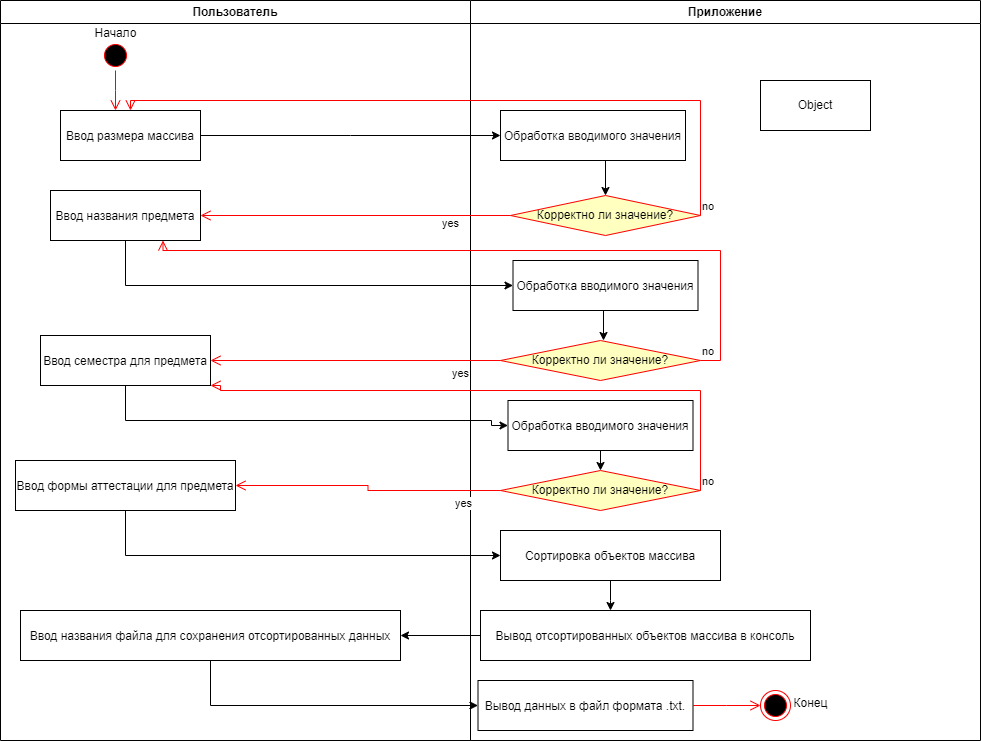 Пользователь
Приложение
Начало
Object
Ввод размера массива
Обработка вводимого значения
no
Ввод названия предмета
Корректно ли значение?
yes
Обработка вводимого значения
no
Ввод семестра для предмета
Корректно ли значение?
yes
Обработка вводимого значения
no
Ввод формы аттестации для предмета
Корректно ли значение?
yes
Сортировка объектов массива
Ввод названия файла для сохранения отсортированных данных
Вывод отсортированных объектов массива в консоль
Вывод данных в файл формата .txt.
Конец